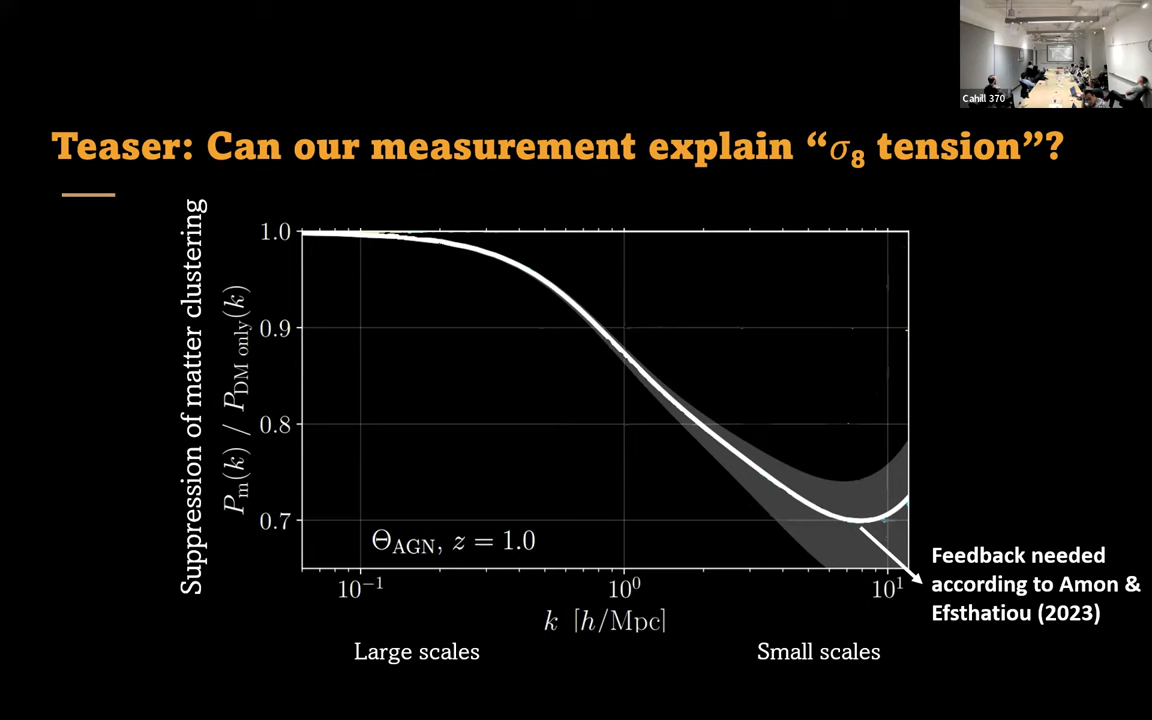 Cahill 370
Teaser: Can our measurement explain “σ₈ tension”?
Suppression of matter clustering
Pₘ(k) / P_DM only(k)
1.0
0.9
0.8
0.7
Θ_AGN, z = 1.0
10⁻¹
10⁰
10¹
k [h/Mpc]
Large scales
Small scales
Feedback needed
according to Amon &
Efsthatiou (2023)